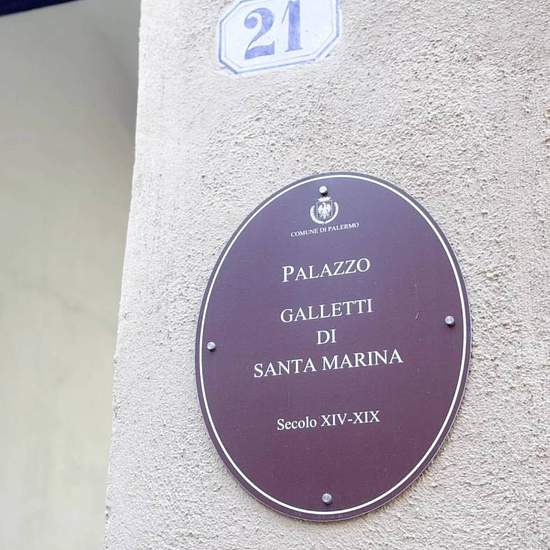 21
COMUNE DI PALERMO
PALAZZO
GALLETTI
DI
SANTA MARINA
Secolo XIV-XIX